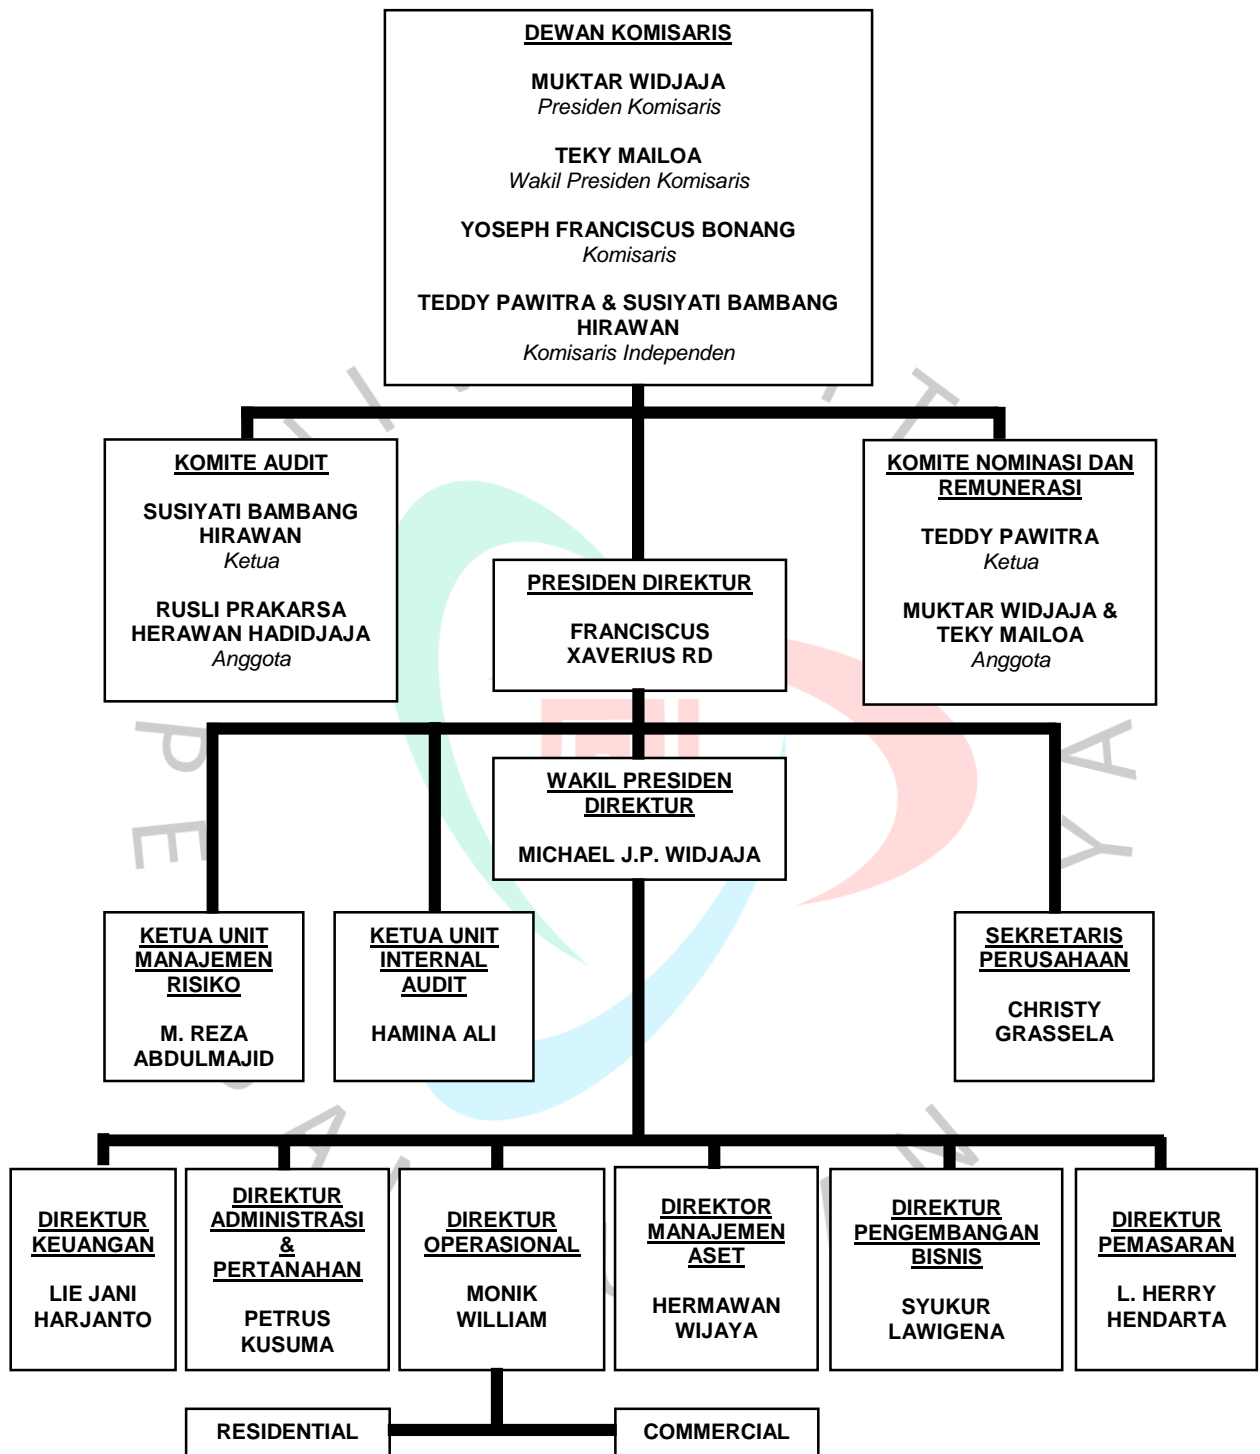 DEWAN KOMISARIS
MUKTAR WIDJAJA
Presiden Komisaris
TEKY MAILOA
Wakil Presiden Komisaris
YOSEPH FRANCISCUS BONANG
Komisaris
TEDDY PAWITRA & SUSIYATI BAMBANG
HIRAWAN
Komisaris Independen
KOMITE AUDIT
SUSIYATI BAMBANG
HIRAWAN
Ketua
RUSLI PRAKARSA
HERAWAN HADIDJAJA
Anggota
KOMITE NOMINASI DAN
REMUNERASI
TEDDY PAWITRA
Ketua
MUKTAR WIDJAJA &
TEKY MAILOA
Anggota
PRESIDEN DIREKTUR
FRANCISCUS
XAVERIUS RD
WAKIL PRESIDEN
DIREKTUR
MICHAEL J.P. WIDJAJA
KETUA UNIT
MANAJEMEN
RISIKO
M. REZA
ABDULMAJID
KETUA UNIT
INTERNAL
AUDIT
HAMINA ALI
SEKRETARIS
PERUSAHAAN
CHRISTY
GRASSELA
DIREKTUR
KEUANGAN
LIE JANI
HARJANTO
DIREKTUR
ADMINISTRASI
&
PERTANAHAN
PETRUS
KUSUMA
DIREKTUR
OPERASIONAL
MONIK
WILLIAM
DIREKTOR
MANAJEMEN
ASET
HERMAWAN
WIJAYA
DIREKTUR
PENGEMBANGAN
BISNIS
SYUKUR
LAWIGENA
DIREKTUR
PEMASARAN
L. HERRY
HENDARTA
RESIDENTIAL
COMMERCIAL